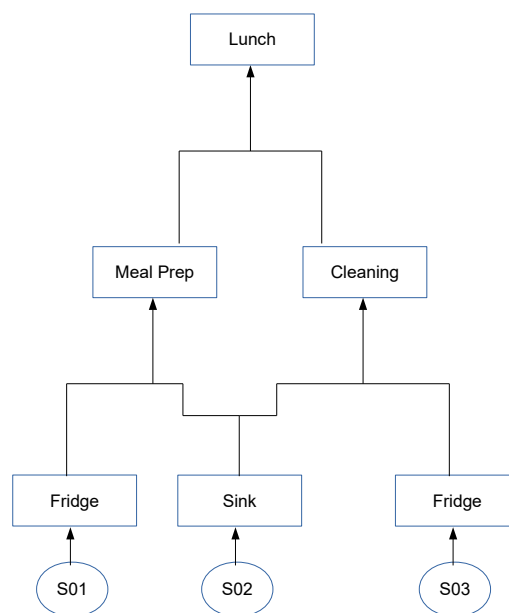 Lunch
Meal Prep
Cleaning
Fridge
Sink
Fridge
S01
S02
S03